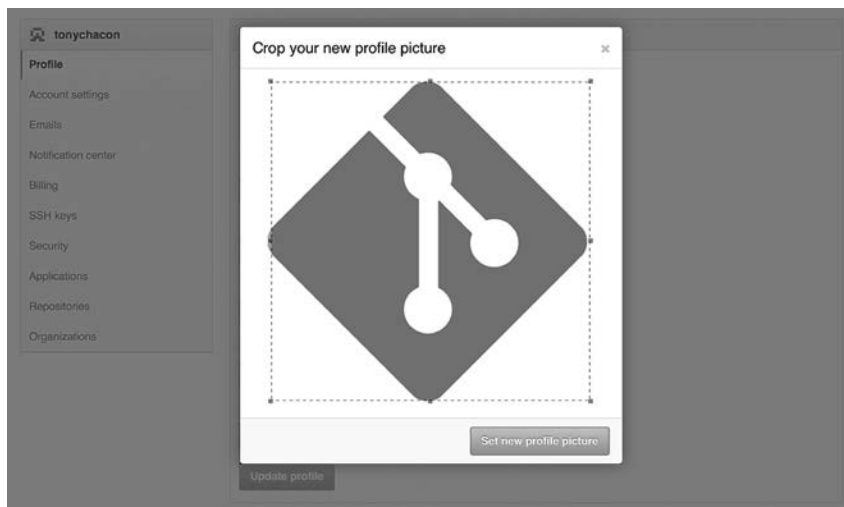 tonychacon
Profile
Account settings
Emails
Notification center
Billing
SSH keys
Security
Applications
Repositories
Organizations
Crop your new profile picture
×
Set new profile picture
Update profile